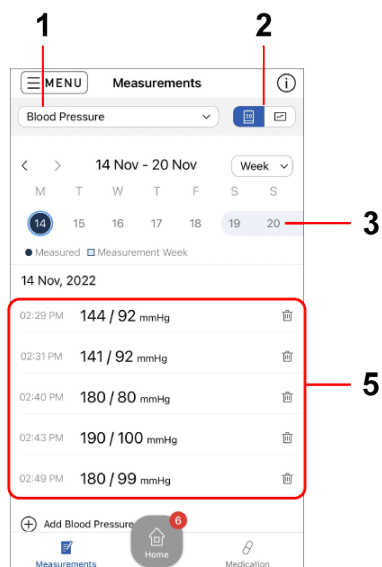 1
2
MENU Measurements
Blood Pressure
14 Nov - 20 Nov Week
M T W T F S S
14 15 16 17 18 19 20
3
Measured Measurement Week
14 Nov, 2022
02:29 PM 144 / 92 mmHg
02:31 PM 141 / 92 mmHg
02:40 PM 180 / 80 mmHg
5
02:43 PM 190 / 100 mmHg
02:49 PM 180 / 99 mmHg
Add Blood Pressure
6
Home
Measurements Medication